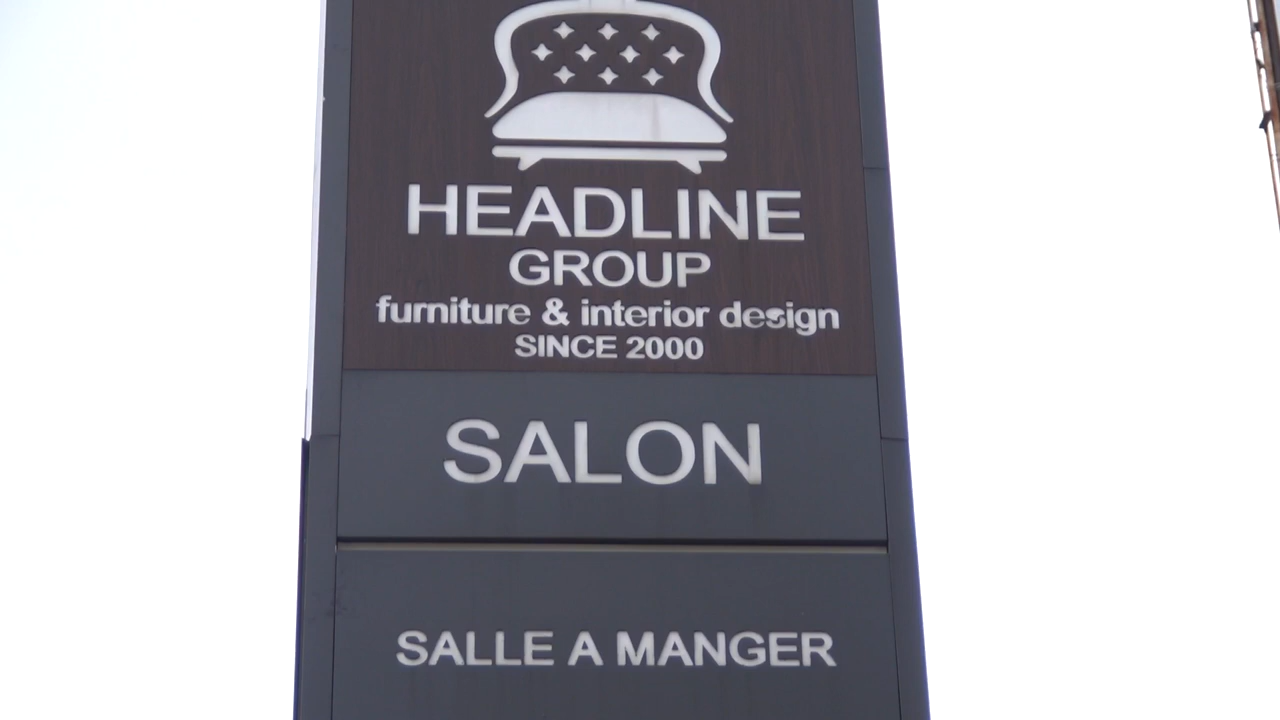 HEADLINE
GROUP
furniture & interior design
SINCE 2000
SALON
SALLE A MANGER